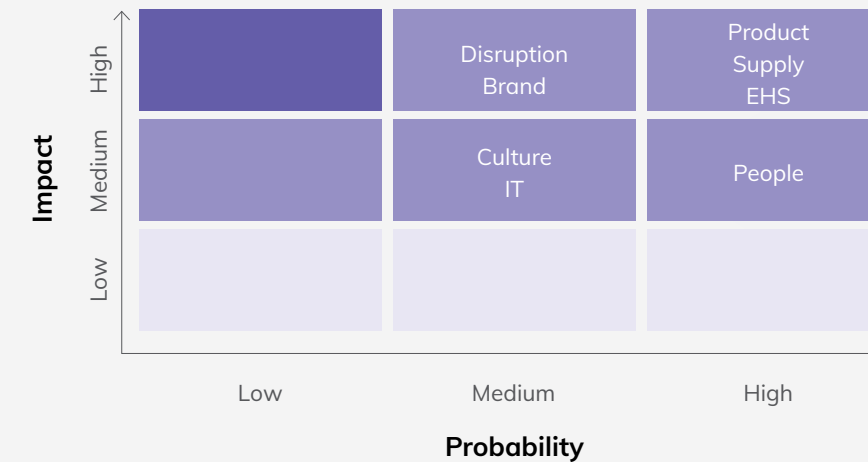 Impact
High
Medium
Low
Disruption
Brand
Product
Supply
EHS
Culture
IT
People
Low
Medium
High
Probability